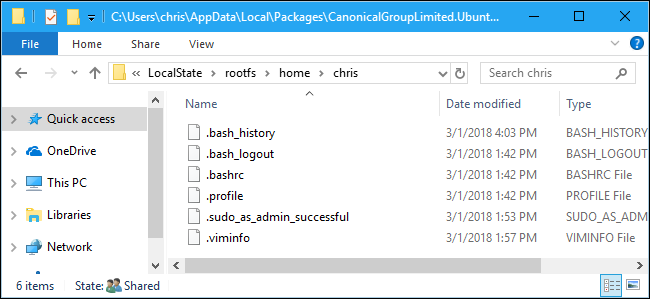 C:\Users\chris\AppData\Local\Packages\CanonicalGroupLimited.Ubunt...
File Home Share View
« LocalState › rootfs › home › chris Search chris
Name Date modified Type
Quick access
OneDrive
This PC
Libraries
Network
.bash_history 3/1/2018 4:03 PM BASH_HISTORY
.bash_logout 3/1/2018 1:42 PM BASH_LOGOUT
.bashrc 3/1/2018 1:42 PM BASHRC File
.profile 3/1/2018 1:42 PM PROFILE File
.sudo_as_admin_successful 3/1/2018 1:53 PM SUDO_AS_ADM
.viminfo 3/1/2018 1:57 PM VIMINFO File
6 items State: Shared